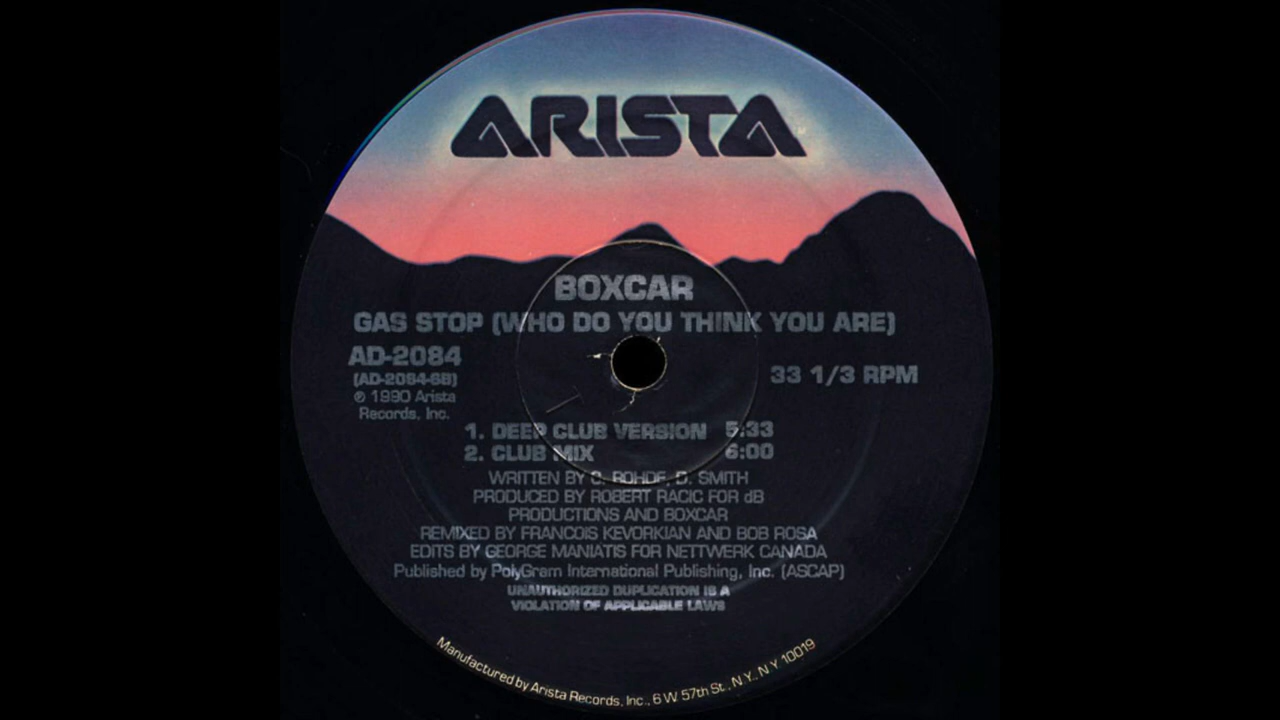 ARISTA
BOXCAR
GAS STOP (WHO DO YOU THINK YOU ARE)
AD-2084
(AD-2084-SB)
℗ 1990 Arista
Records, Inc.
33 1/3 RPM
1. DEEP CLUB VERSION 5:33
2. CLUB MIX 6:00
WRITTEN BY C. ROHDE, D. SMITH
PRODUCED BY ROBERT RACIC FOR dB
PRODUCTIONS AND BOXCAR
REMIXED BY FRANCOIS KEVORKIAN AND BOB ROSA
EDITS BY GEORGE MANIATIS FOR NETTWERK CANADA
Published by PolyGram International Publishing, Inc. (ASCAP)
UNAUTHORIZED DUPLICATION IS A
VIOLATION OF APPLICABLE LAWS
Manufactured by Arista Records, Inc., 6 W. 57th St., N.Y., N Y 10019